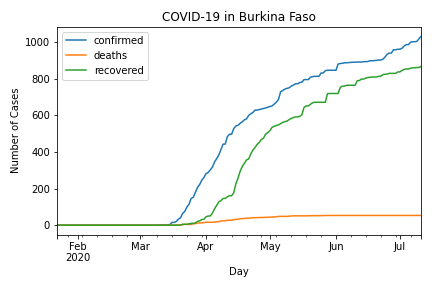 COVID-19 in Burkina Faso
confirmed
deaths
recovered
Number of Cases
1000
800
600
400
200
0
Feb Mar Apr May Jun Jul
2020
Day